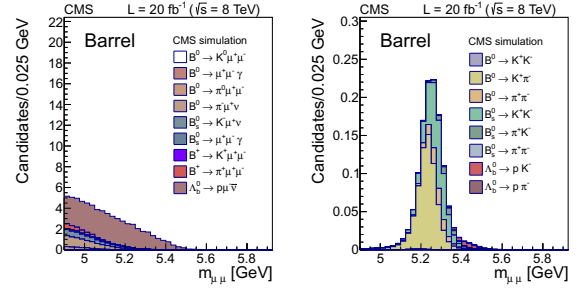 CMS L = 20 fb⁻¹ (√s = 8 TeV)
Candidates/0.025 GeV
Barrel
CMS simulation
B⁰ → K⁰μ⁺μ⁻
B⁰ → μ⁺μ⁻ γ
B⁰ → π⁰μ⁺μ⁻
B⁰ → π⁻μ⁺ν
B⁰ₛ → K⁻μ⁺ν
B⁰ₛ → μ⁺μ⁻ γ
B⁺ → K⁺μ⁺μ⁻
B⁺ → π⁺μ⁺μ⁻
Λ⁰_b → pμ⁻ν̅
22
20
18
16
14
12
10
8
6
4
2
0
5 5.2 5.4 5.6 5.8
m_μμ [GeV]
CMS L = 20 fb⁻¹ (√s = 8 TeV)
Candidates/0.025 GeV
Barrel
CMS simulation
B⁰ → K⁺K⁻
B⁰ → K⁺π⁻
B⁰ → π⁺π⁻
B⁰ₛ → K⁺K⁻
B⁰ₛ → π⁺K⁻
B⁰ₛ → π⁺π⁻
Λ⁰_b → p K⁻
Λ⁰_b → p π⁻
0.3
0.25
0.2
0.15
0.1
0.05
0
5 5.2 5.4 5.6 5.8
m_μμ [GeV]